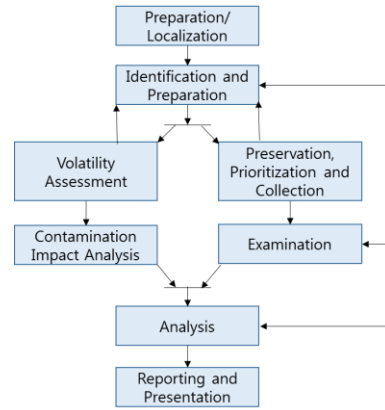 Preparation/
Localization
Identification and
Preparation
Volatility
Assessment
Preservation,
Prioritization and
Collection
Contamination
Impact Analysis
Examination
Analysis
Reporting and
Presentation